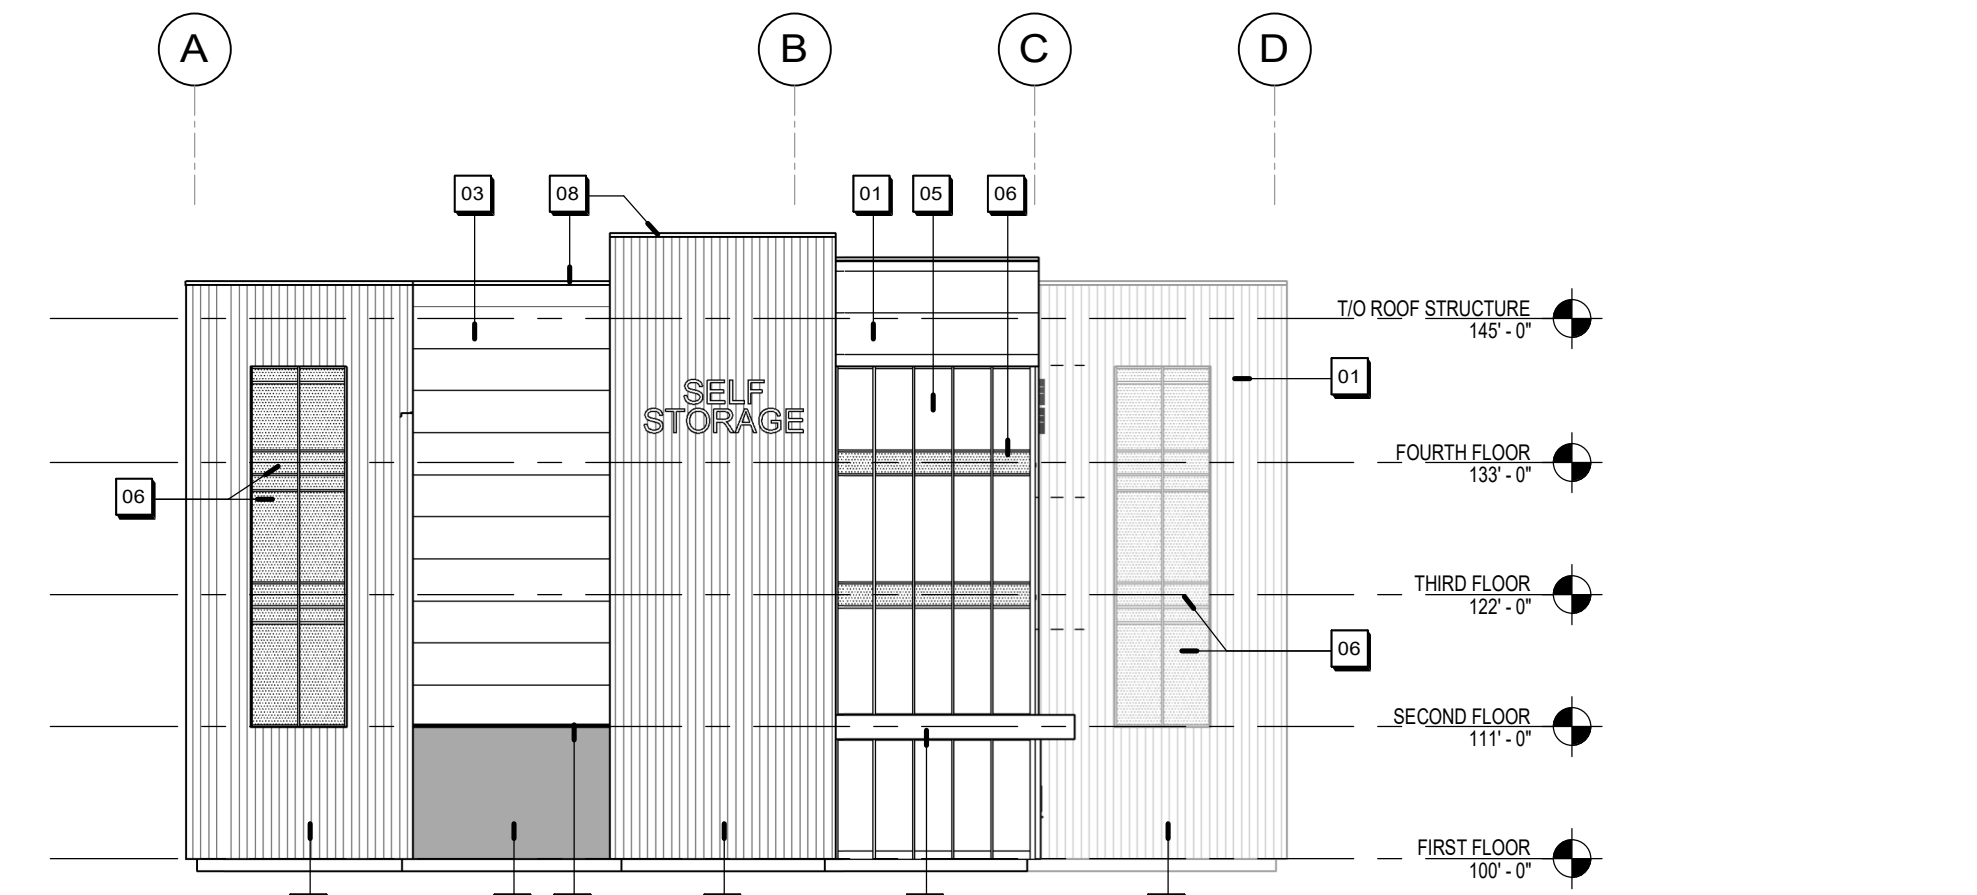 A B C D
03 08 01 05 06
T/O ROOF STRUCTURE
145' - 0"
01
SELF
STORAGE
FOURTH FLOOR
133' - 0"
06
THIRD FLOOR
122' - 0"
06
SECOND FLOOR
111' - 0"
FIRST FLOOR
100' - 0"